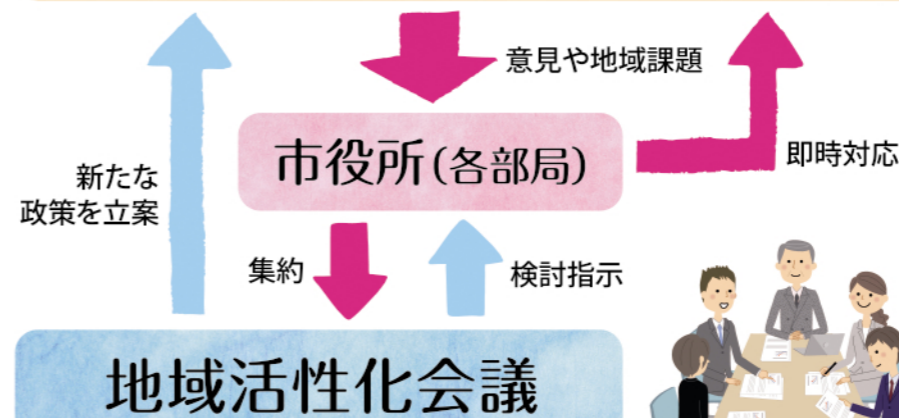 意見や地域課題
市役所(各部局)
即時対応
新たな
政策を立案
集約
検討指示
地域活性化会議